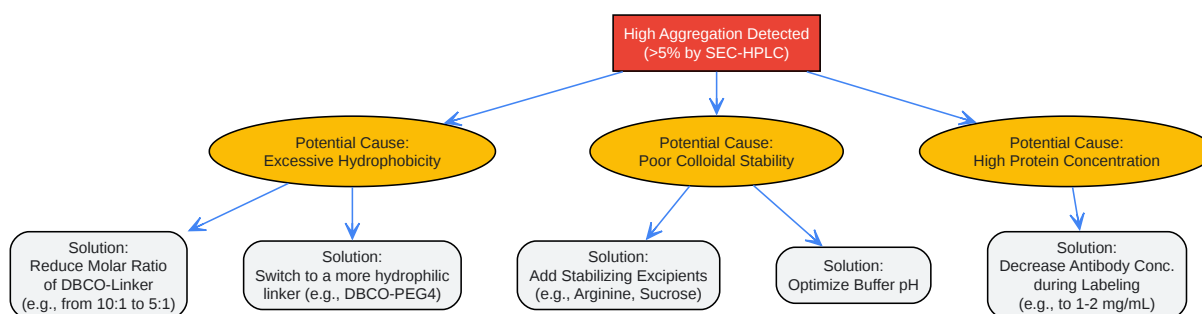 High Aggregation Detected
(>5% by SEC-HPLC)
Potential Cause:
Excessive Hydrophobicity
Potential Cause:
Poor Colloidal Stability
Potential Cause:
High Protein Concentration
Solution:
Reduce Molar Ratio
of DBCO-Linker
(e.g., from 10:1 to 5:1)
Solution:
Switch to a more hydrophilic
linker (e.g., DBCO-PEG4)
Solution:
Add Stabilizing Excipients
(e.g., Arginine, Sucrose)
Solution:
Optimize Buffer pH
Solution:
Decrease Antibody Conc.
during Labeling
(e.g., to 1-2 mg/mL)